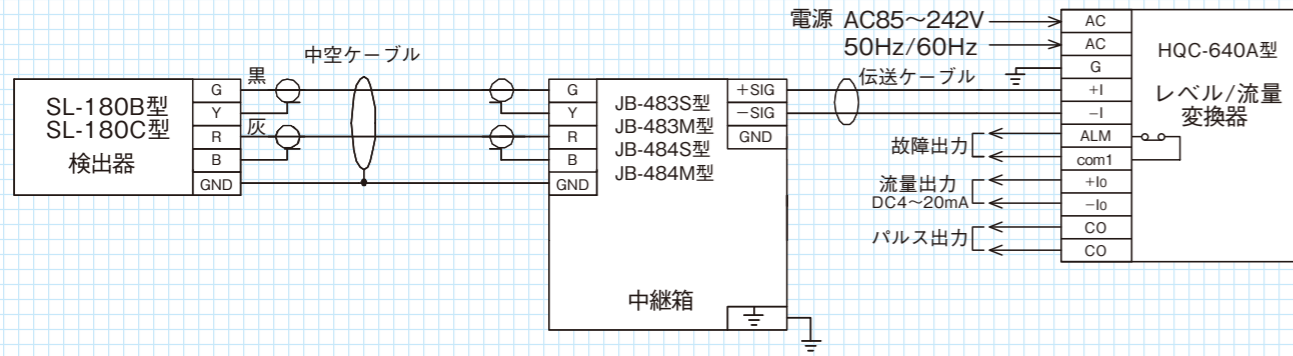 SL-180B型
SL-180C型
検出器
G
Y
R
B
GND
黒
灰
中空ケーブル
G
Y
R
B
GND
JB-483S型
JB-483M型
JB-484S型
JB-484M型
+SIG
−SIG
GND
中継箱
伝送ケーブル
電源 AC85〜242V
50Hz/60Hz
故障出力
流量出力
DC4〜20mA
パルス出力
AC
AC
G
+I
−I
ALM
com1
+Io
−Io
CO
CO
HQC-640A型
レベル/流量
変換器